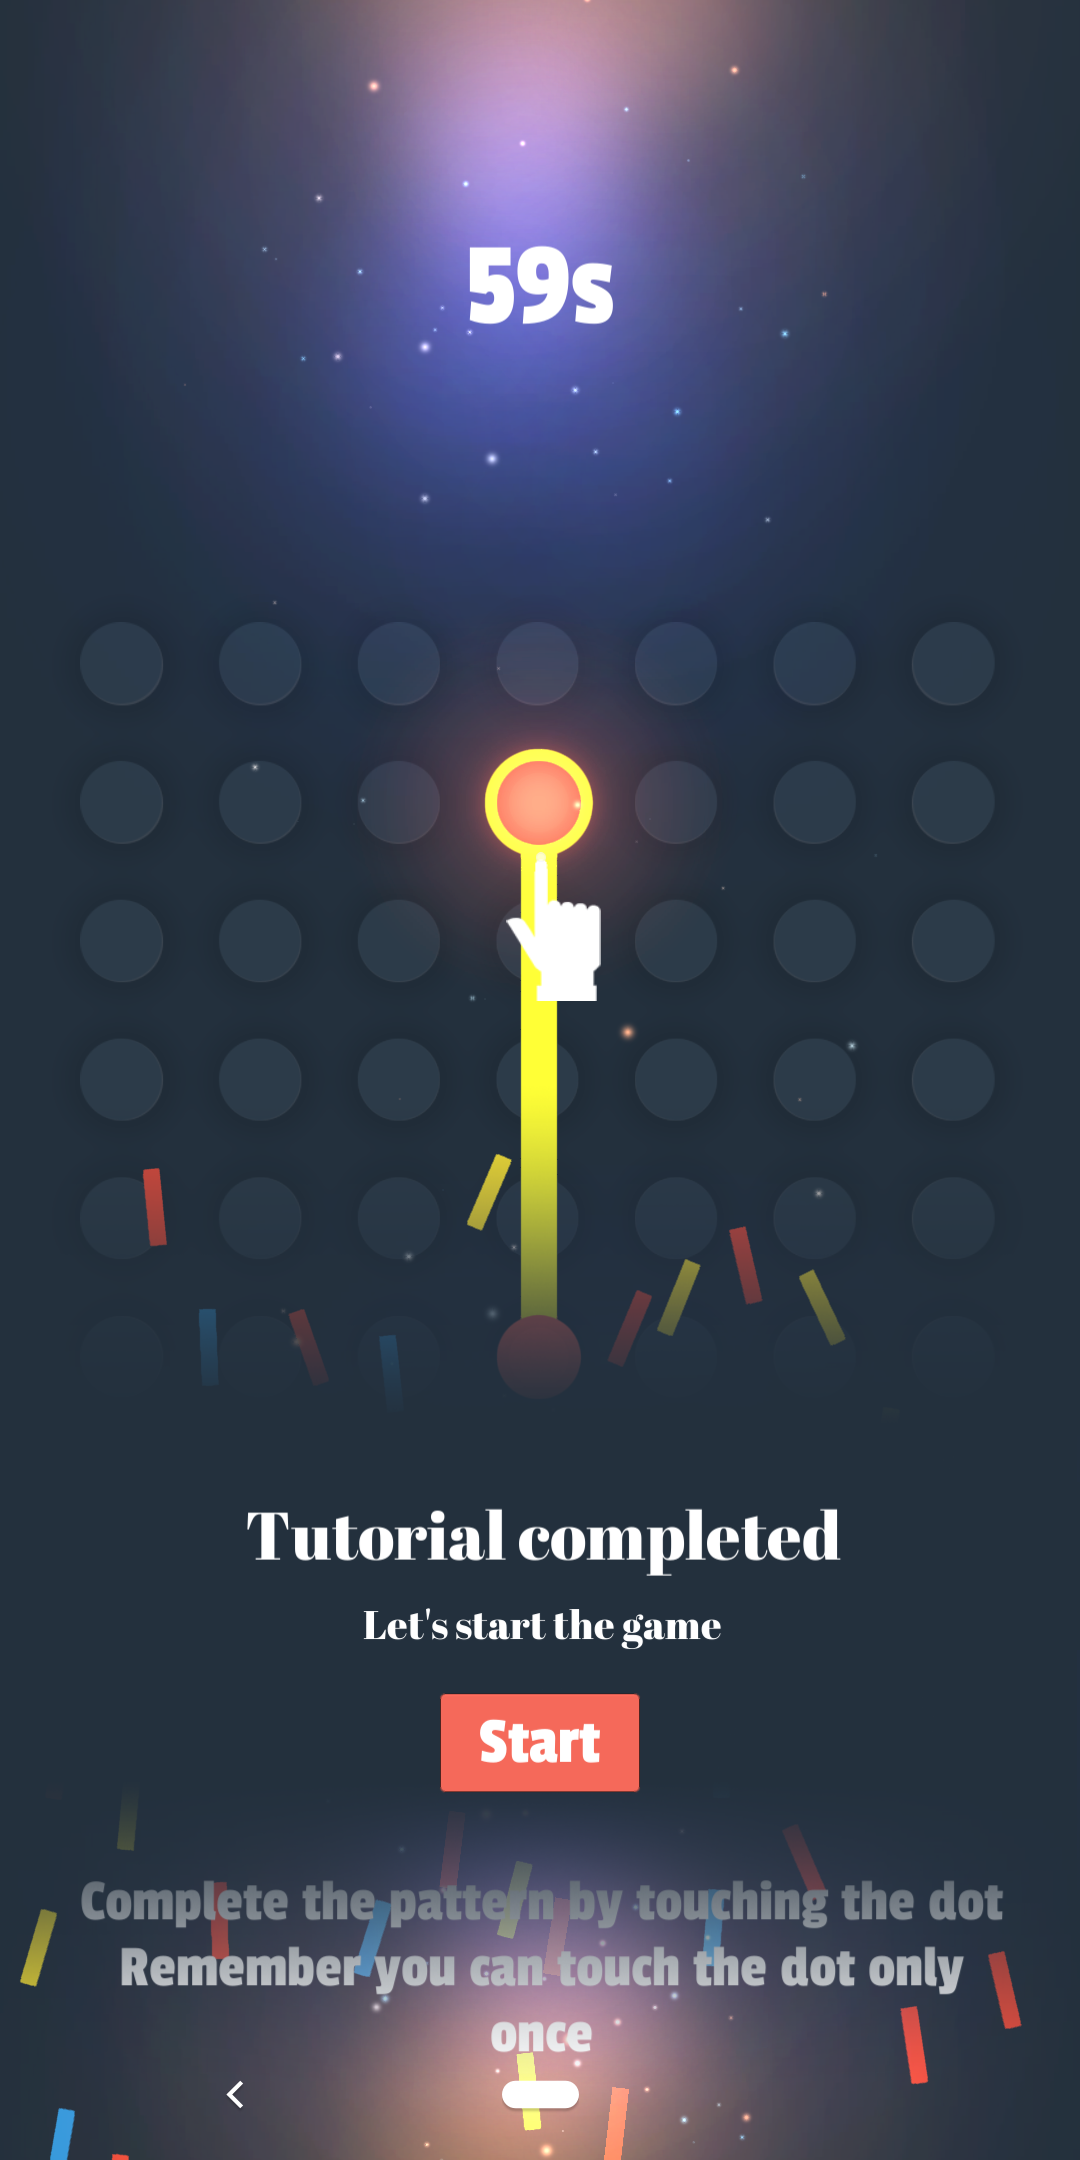 59s
Tutorial completed
Let's start the game
Start
Complete the pattern by touching the dot
Remember you can touch the dot only
once